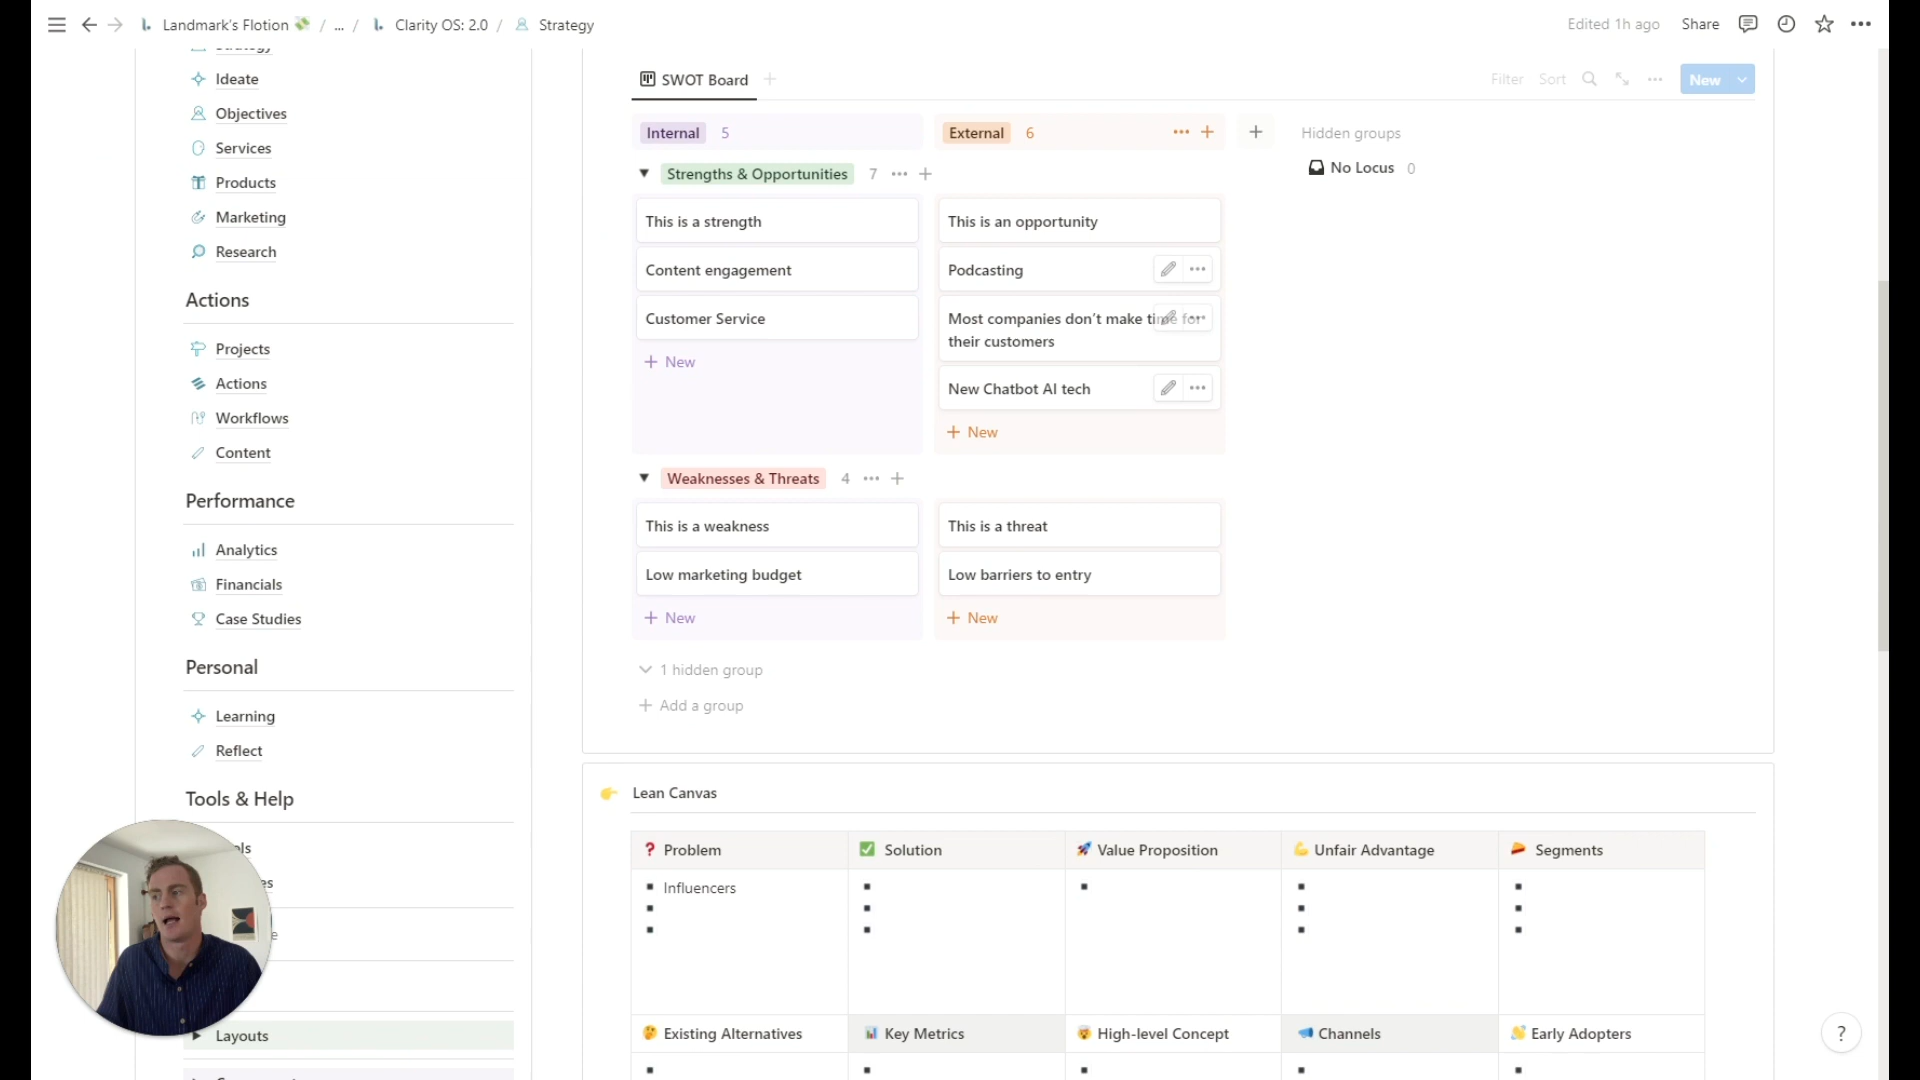 Landmark's Flotion / ... / Clarity OS: 2.0 / Strategy
Edited 1h ago Share
Strategy
Ideate
Objectives
Services
Products
Marketing
Research
Actions
Projects
Actions
Workflows
Content
Performance
Analytics
Financials
Case Studies
Personal
Learning
Reflect
Tools & Help
Layouts
SWOT Board
Filter Sort New
Internal 5
External 6
Hidden groups
No Locus 0
Strengths & Opportunities 7
This is a strength
Content engagement
Customer Service
New
This is an opportunity
Podcasting
Most companies don't make time for
their customers
New Chatbot AI tech
New
Weaknesses & Threats 4
This is a weakness
Low marketing budget
New
This is a threat
Low barriers to entry
New
1 hidden group
Add a group
Lean Canvas
Problem
Solution
Value Proposition
Unfair Advantage
Segments
Influencers
Existing Alternatives
Key Metrics
High-level Concept
Channels
Early Adopters
?